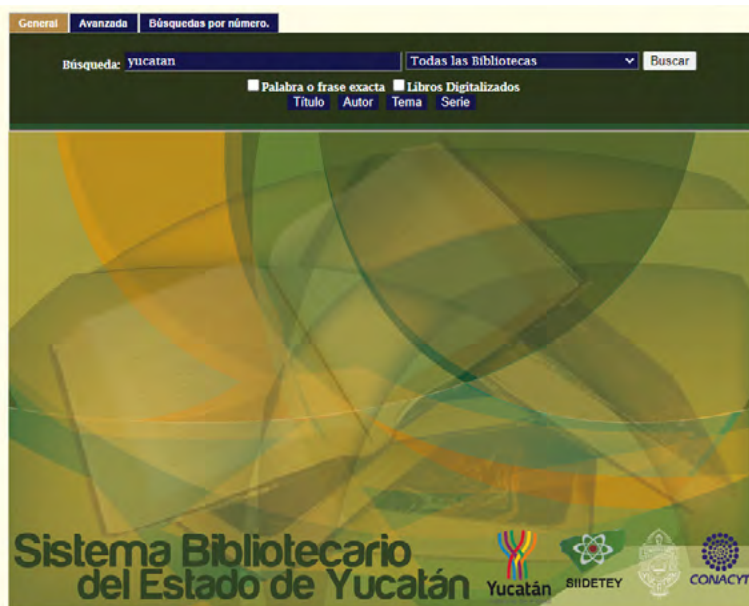 General Avanzada Búsquedas por número.
Búsqueda: yucatan Todas las Bibliotecas Buscar
Palabra o frase exacta Libros Digitalizados
Título Autor Tema Serie
Sistema Bibliotecario
del Estado de Yucatán
Yucatán SIIDETEY CONACYT